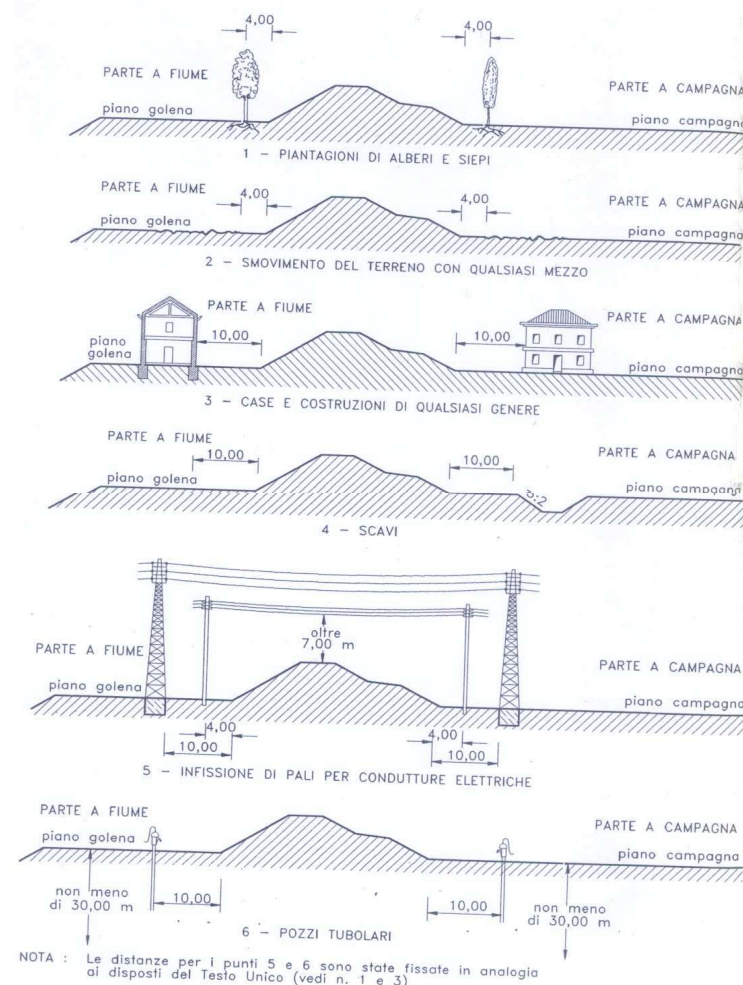 4,00 4,00
PARTE A FIUME PARTE A CAMPAGNA
piano golena piano campagna
1 – PIANTAGIONI DI ALBERI E SIEPI
PARTE A FIUME PARTE A CAMPAGNA
4,00 4,00
piano golena piano campagna
2 – SMOVIMENTO DEL TERRENO CON QUALSIASI MEZZO
PARTE A FIUME PARTE A CAMPAGNA
10,00 10,00
piano
golena piano campagna
3 – CASE E COSTRUZIONI DI QUALSIASI GENERE
PARTE A FIUME PARTE A CAMPAGNA
10,00 10,00
piano golena piano campagna
3:2
4 – SCAVI
oltre
7,00 m
PARTE A FIUME PARTE A CAMPAGNA
piano golena piano campagna
4,00 4,00
10,00 10,00
5 – INFISSIONE DI PALI PER CONDUTTURE ELETTRICHE
PARTE A FIUME PARTE A CAMPAGNA
piano golena piano campagna
non meno
di 30,00 m
10,00 10,00
non meno
di 30,00 m
6 – POZZI TUBOLARI
NOTA : Le distanze per i punti 5 e 6 sono state fissate in analogia
ai disposti del Testo Unico (vedi n. 1 e 3)